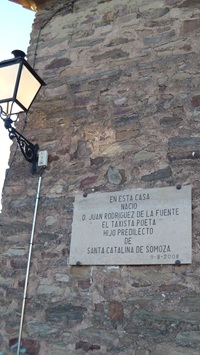 EN ESTA CASA
NACIO
D. JUAN RODRIGUEZ DE LA FUENTE
"EL TAXISTA POETA"
HIJO PREDILECTO
DE
SANTA CATALINA DE SOMOZA